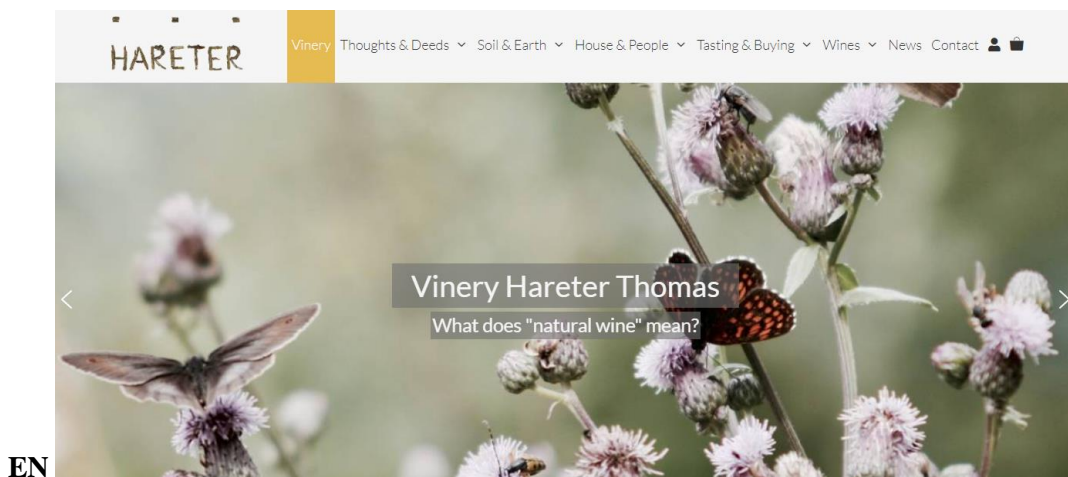 HARETER
Vinery Thoughts & Deeds Soil & Earth House & People Tasting & Buying Wines News Contact
Vinery Hareter Thomas
What does "natural wine" mean?
EN